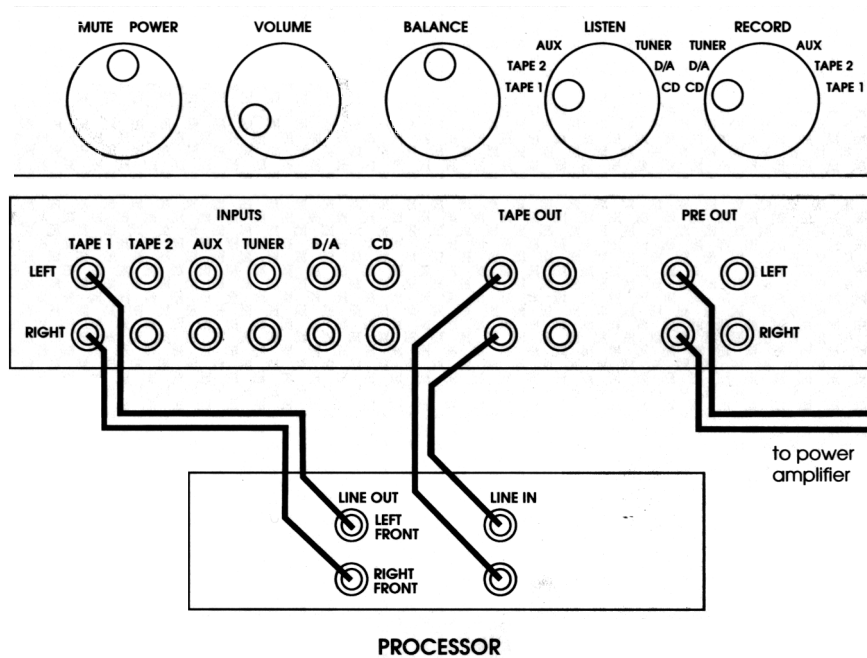 MUTE POWER VOLUME BALANCE LISTEN RECORD
AUX TUNER TUNER AUX
TAPE 2 D/A D/A TAPE 2
TAPE 1 CD CD TAPE 1
INPUTS TAPE OUT PRE OUT
TAPE 1 TAPE 2 AUX TUNER D/A CD
LEFT LEFT
RIGHT RIGHT
to power
amplifier
LINE OUT LINE IN
LEFT
FRONT
RIGHT
FRONT
PROCESSOR